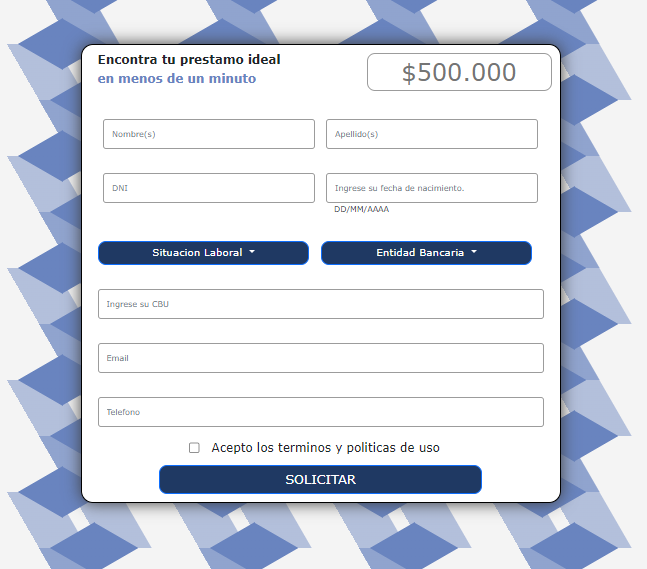 Encontra tu prestamo ideal
en menos de un minuto
$500.000
Nombre(s)
Apellido(s)
DNI
Ingrese su fecha de nacimiento.
DD/MM/AAAA
Situacion Laboral
Entidad Bancaria
Ingrese su CBU
Email
Telefono
Acepto los terminos y politicas de uso
SOLICITAR